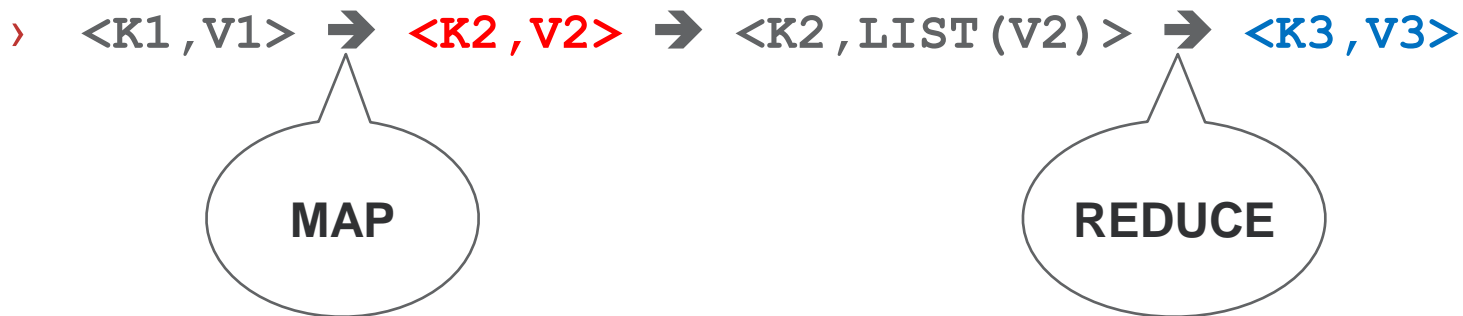 › <K1,V1> 🡺 <K2,V2> 🡺 <K2,LIST(V2)> 🡺 <K3,V3>
MAP
REDUCE